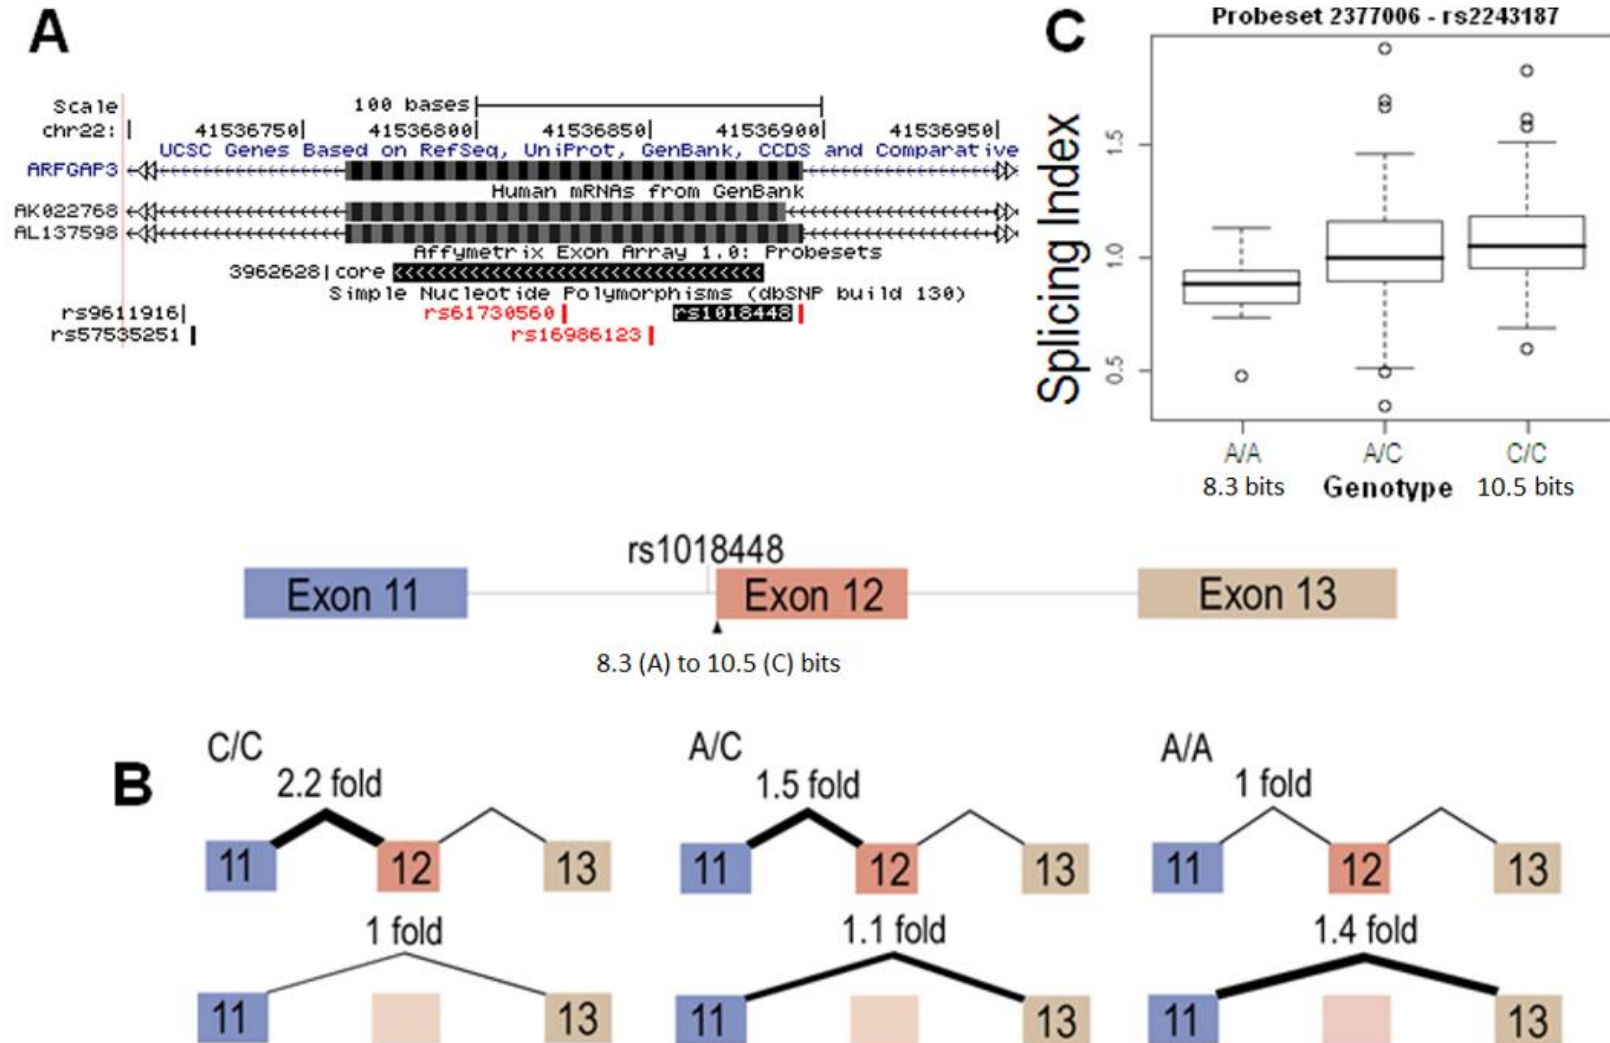 A
Scale
100 bases
chr22:
41536750
41536800
41536850
41536900
41536950
UCSC Genes Based on RefSeq, UniProt, GenBank, CCDS and Comparative
ARFGAP3
Human mRNAs from GenBank
AK022768
AL137598
Affymetrix Exon Array 1.0: Probesets
3962628|core
Simple Nucleotide Polymorphisms (dbSNP build 130)
rs9611916
rs61730560
rs1018448
rs57535251
rs16986123
C
Probeset 2377006 - rs2243187
Splicing Index
1.5
1.0
0.5
A/A
A/C
C/C
8.3 bits
Genotype
10.5 bits
rs1018448
Exon 11
Exon 12
Exon 13
8.3 (A) to 10.5 (C) bits
B
C/C
2.2 fold
11
12
13
1 fold
11
13
A/C
1.5 fold
11
12
13
1.1 fold
11
13
A/A
1 fold
11
12
13
1.4 fold
11
13